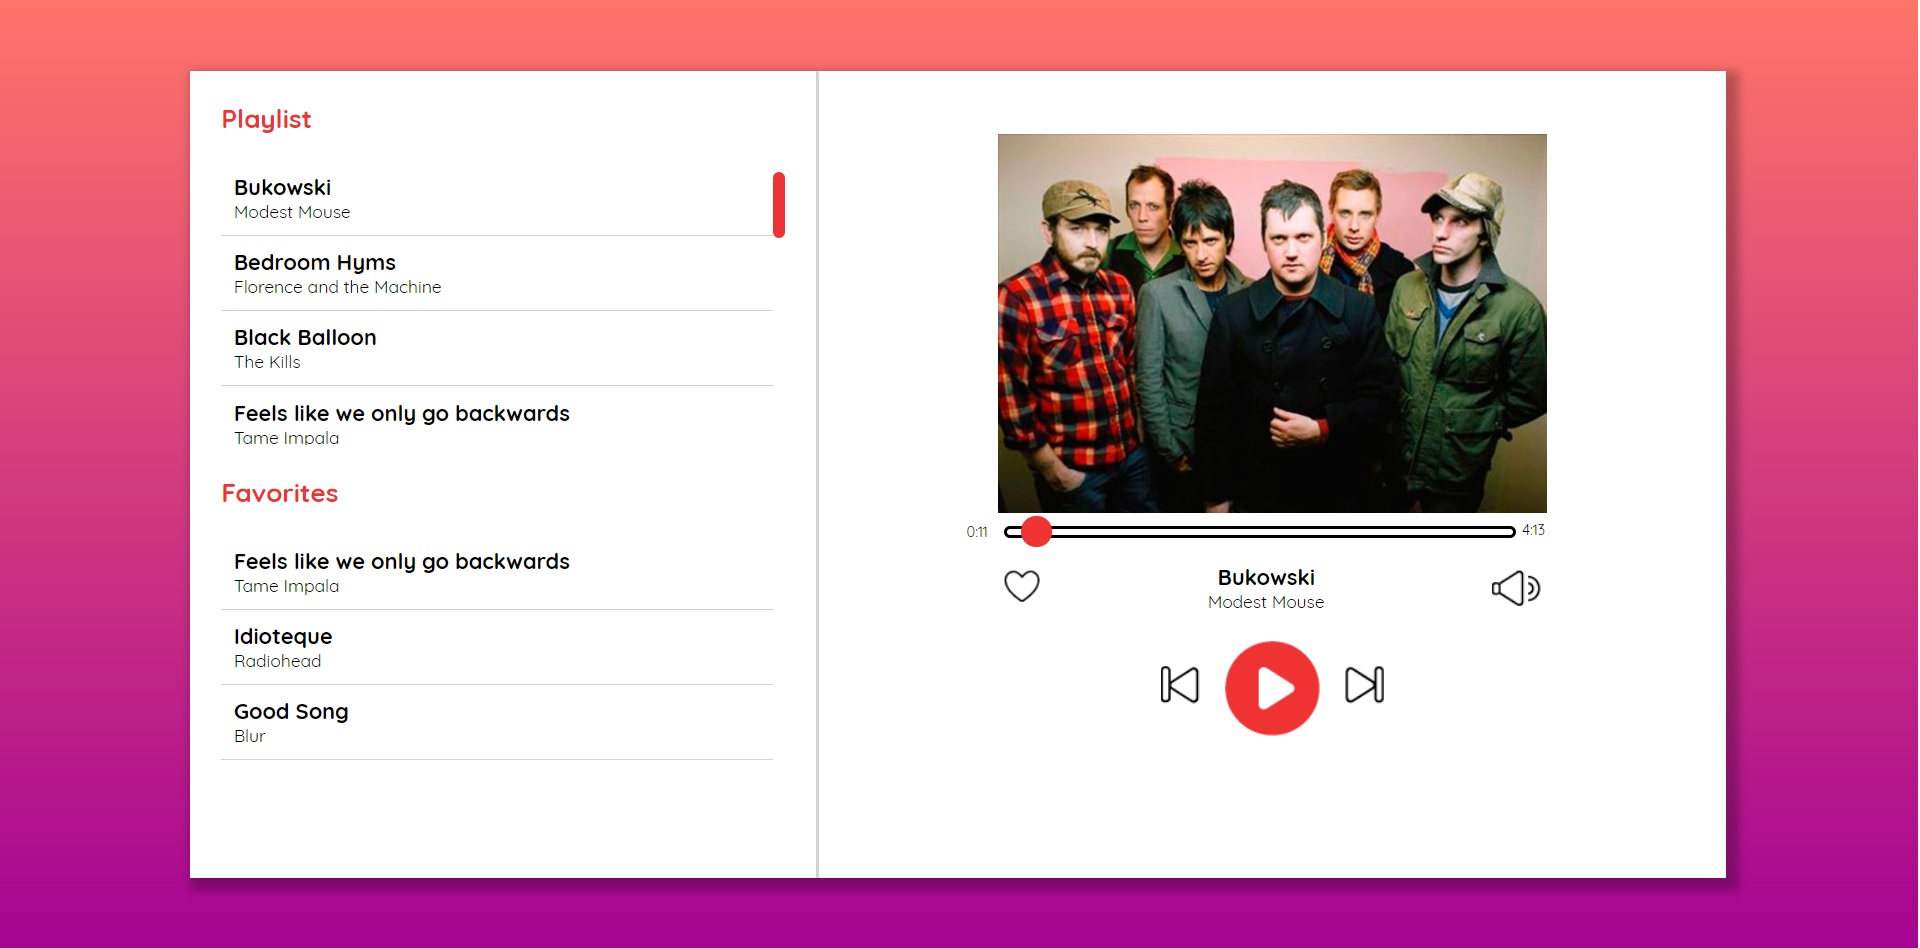 Playlist
Bukowski
Modest Mouse
Bedroom Hyms
Florence and the Machine
Black Balloon
The Kills
Feels like we only go backwards
Tame Impala
Favorites
Feels like we only go backwards
Tame Impala
Idioteque
Radiohead
Good Song
Blur
0:11
4:13
Bukowski
Modest Mouse